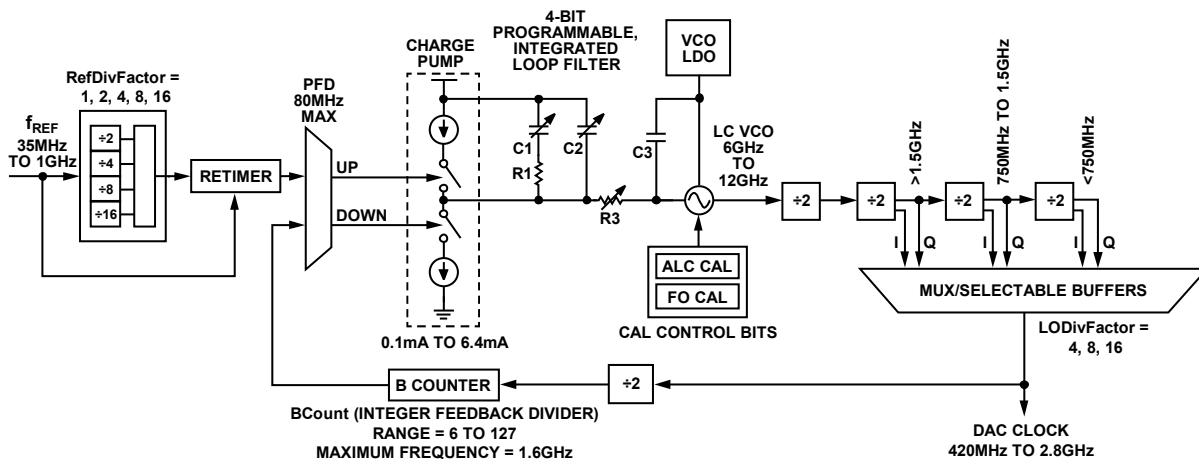 4-BIT
PROGRAMMABLE,
INTEGRATED
LOOP FILTER
VCO
LDO
CHARGE
PUMP
RefDivFactor =
1, 2, 4, 8, 16
PFD
80MHz
MAX
fREF
35MHz
TO 1GHz
÷2
÷4
÷8
÷16
RETIMER
UP
DOWN
C1
R1
C2
R3
C3
LC VCO
6GHz
TO
12GHz
÷2
÷2
>1.5GHz
÷2
750MHz TO 1.5GHz
÷2
<750MHz
I
Q
I
Q
I
Q
MUX/SELECTABLE BUFFERS
ALC CAL
FO CAL
CAL CONTROL BITS
LODivFactor =
4, 8, 16
0.1mA TO 6.4mA
B COUNTER
÷2
BCount (INTEGER FEEDBACK DIVIDER)
RANGE = 6 TO 127
MAXIMUM FREQUENCY = 1.6GHz
DAC CLOCK
420MHz TO 2.8GHz